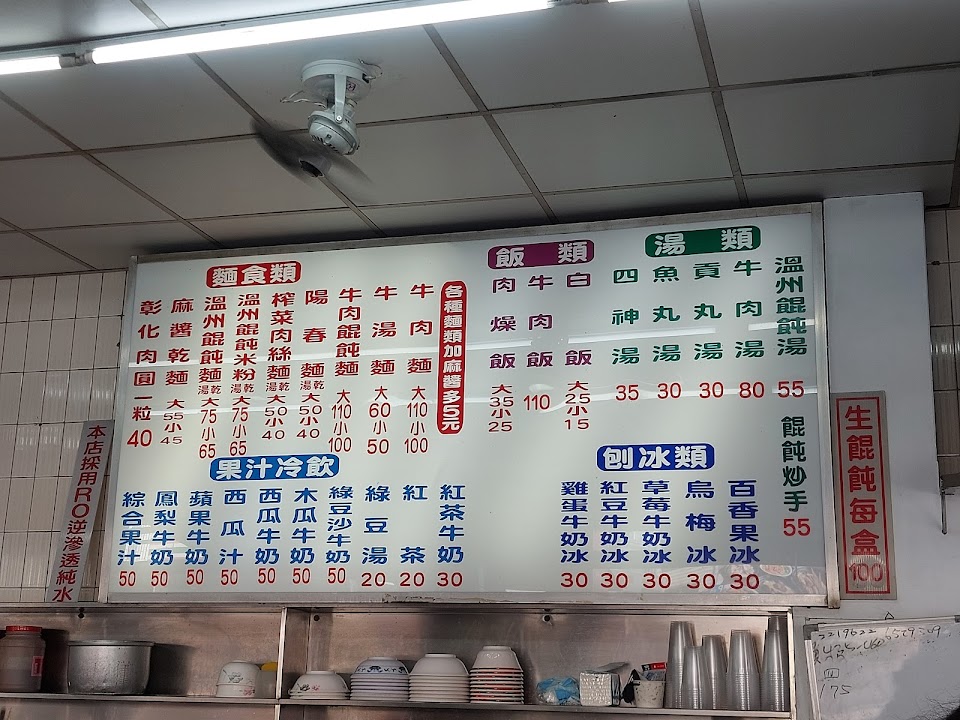 麵食類
彰化肉圓一粒 40
麻醬乾麵 大55 小45
溫州餛飩麵 湯乾 大75 小65
溫州餛飩米粉 湯乾 大75 小65
榨菜肉絲麵 湯乾 大50 小40
陽春麵 湯乾 大50 小40
牛肉餛飩麵 大110 小100
牛湯麵 大60 小50
牛肉麵 大110 小100
各種麵類加麻醬多5元
飯類
肉燥飯 大35 小25
牛肉飯 110
白飯 大25 小15
湯類
四神湯 35
魚丸湯 30
貢丸湯 30
牛肉湯 80
溫州餛飩湯 55
餛飩炒手 55
果汁冷飲
綜合果汁 50
鳳梨牛奶 50
蘋果牛奶 50
西瓜汁 50
西瓜牛奶 50
木瓜牛奶 50
綠豆沙牛奶 50
綠豆湯 20
紅茶 20
紅茶牛奶 30
刨冰類
雞蛋牛奶冰 30
紅豆牛奶冰 30
草莓牛奶冰 30
烏梅冰 30
百香果冰 30
本店採用RO逆滲透純水
生餛飩每盒100
175